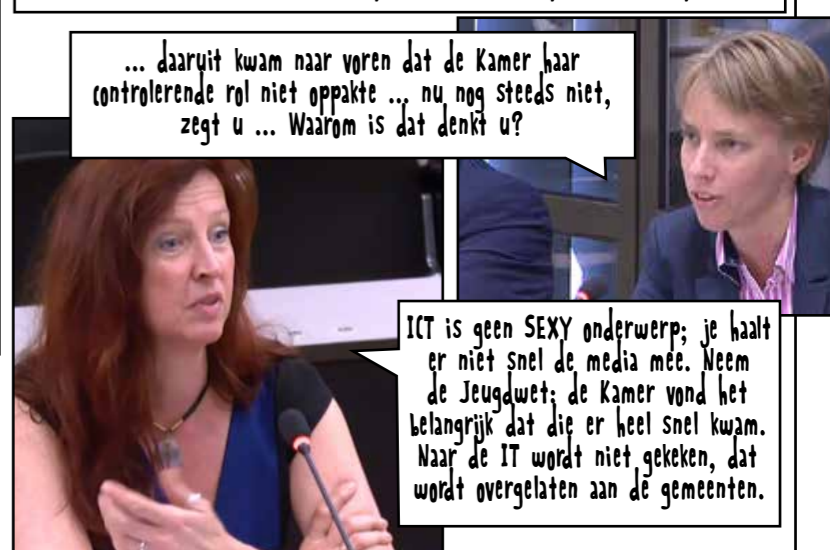 ... daaruit kwam naar voren dat de Kamer haar
controlerende rol niet oppakte ... nu nog steeds niet,
zegt u ... Waarom is dat denkt u?
ICT is geen SEXY onderwerp; je haalt
er niet snel de media mee. Neem
de Jeugdwet: de Kamer vond het
belangrijk dat die er heel snel kwam.
Naar de IT wordt niet gekeken, dat
wordt overgelaten aan de gemeenten.